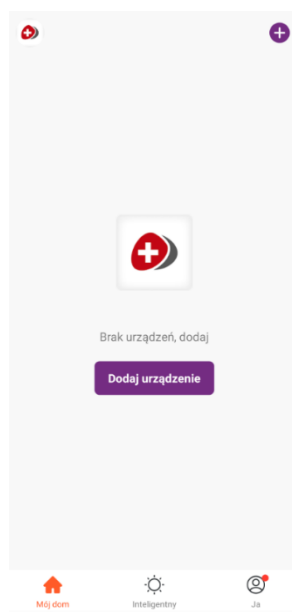 Brak urządzeń, dodaj
Dodaj urządzenie
Mój dom
Inteligentny
Ja